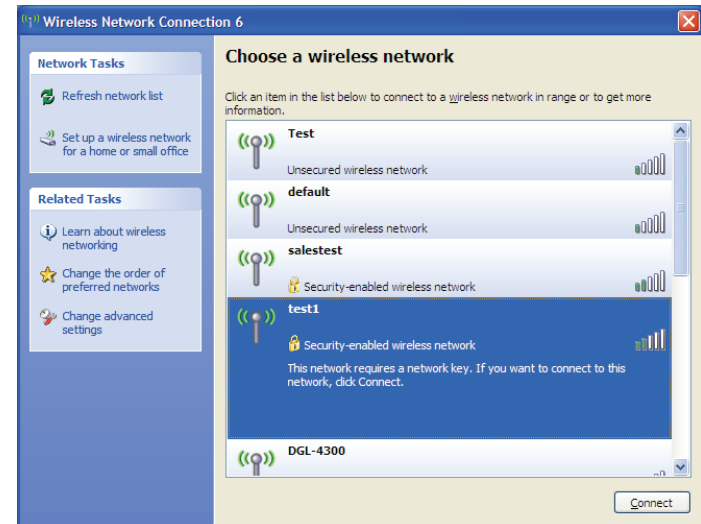 Wireless Network Connection 6
Network Tasks
Refresh network list
Set up a wireless network
for a home or small office
Related Tasks
Learn about wireless
networking
Change the order of
preferred networks
Change advanced
settings
Choose a wireless network
Click an item in the list below to connect to a wireless network in range or to get more
information.
Test
Unsecured wireless network
default
Unsecured wireless network
salestest
Security-enabled wireless network
test1
Security-enabled wireless network
This network requires a network key. If you want to connect to this
network, click Connect.
DGL-4300
Connect